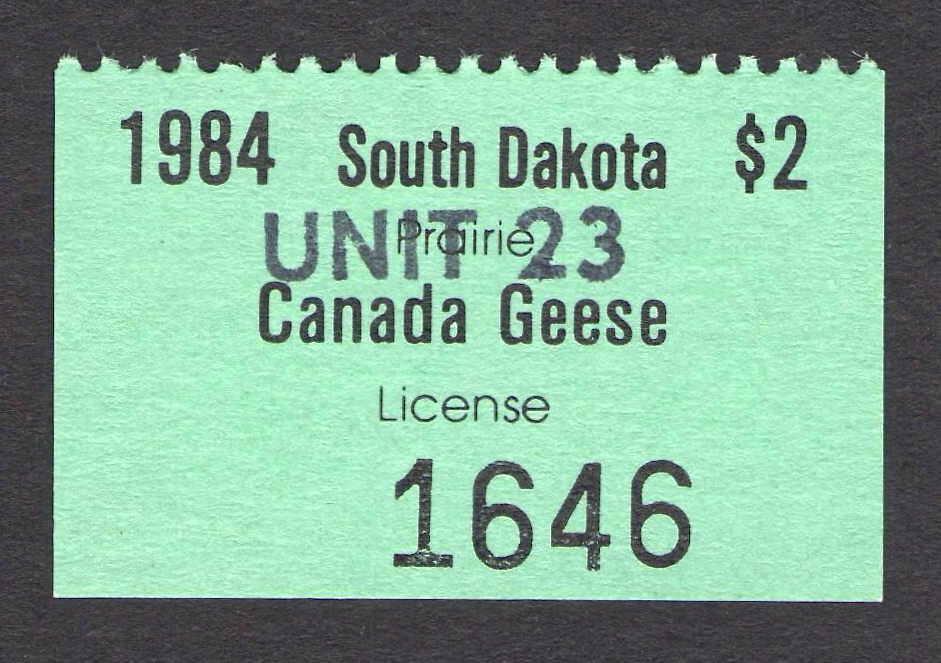 1984 South Dakota $2
Prairie
UNIT 23
Canada Geese
License
1646